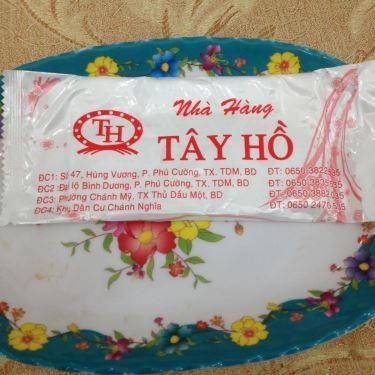 Nhà Hàng
TH
TÂY HỒ
ĐC1: Số 47, Hùng Vương, P. Phú Cường, TX. TDM, BD ĐT: 0650
ĐC2: Đại lộ Bình Dương, P. Phú Cường, TX. TDM, BD ĐT: 0650
ĐC3: Phường Chánh Mỹ, TX Thủ Dầu Một, BD ĐT: 0650
ĐC4: Khu Dân Cư Chánh Nghĩa ĐT: 0650